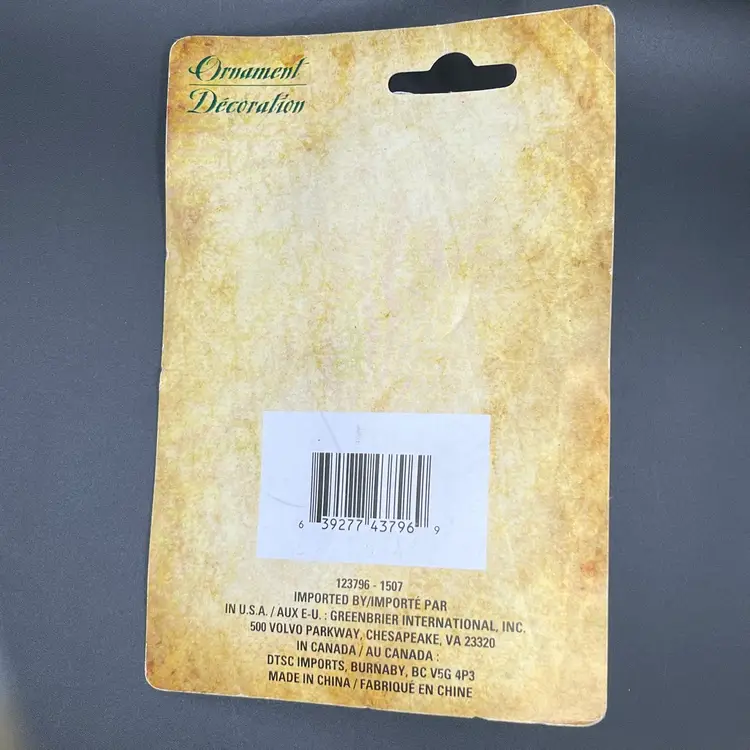 Ornament
Décoration
6 39277 43796 9
123796 - 1507
IMPORTED BY/IMPORTÉ PAR
IN U.S.A. / AUX E-U. : GREENBRIER INTERNATIONAL, INC.
500 VOLVO PARKWAY, CHESAPEAKE, VA 23320
IN CANADA / AU CANADA :
DTSC IMPORTS, BURNABY, BC V5G 4P3
MADE IN CHINA / FABRIQUÉ EN CHINE